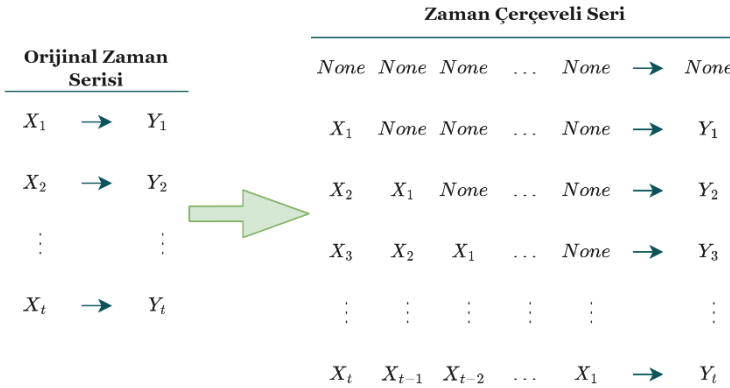 Zaman Çerçeveli Seri
Orijinal Zaman
Serisi
None None None ... None → None
X₁ → Y₁
X₁ None None ... None → Y₁
X₂ → Y₂
X₂ X₁ None ... None → Y₂
⋮ ⋮
X₃ X₂ X₁ ... None → Y₃
Xₜ → Yₜ
⋮ ⋮ ⋮ ⋮ ⋮ ⋮
Xₜ Xₜ₋₁ Xₜ₋₂ ... X₁ → Yₜ